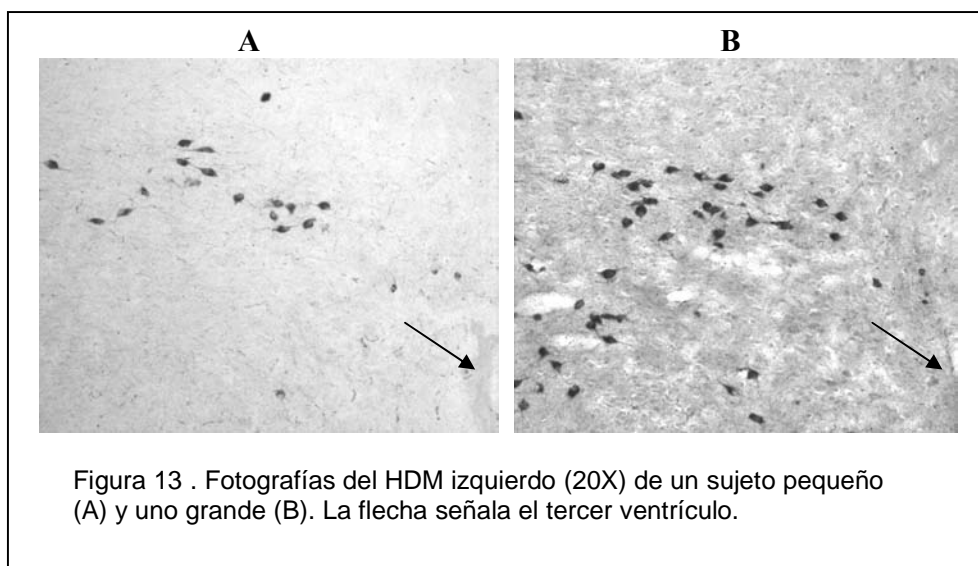 A B
Figura 13 . Fotografías del HDM izquierdo (20X) de un sujeto pequeño
(A) y uno grande (B). La flecha señala el tercer ventrículo.